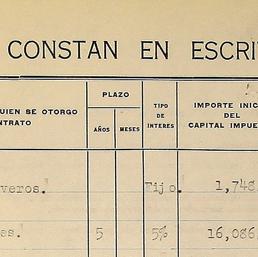 CONSTAN EN ESCRI
UIEN SE OTORGO
NTRATO
PLAZO
AÑOS MESES
TIPO
DE
INTERES
IMPORTE INIC
DEL
CAPITAL IMPUE
veros. Fijo. 1,748
as. 5 5% 16,086